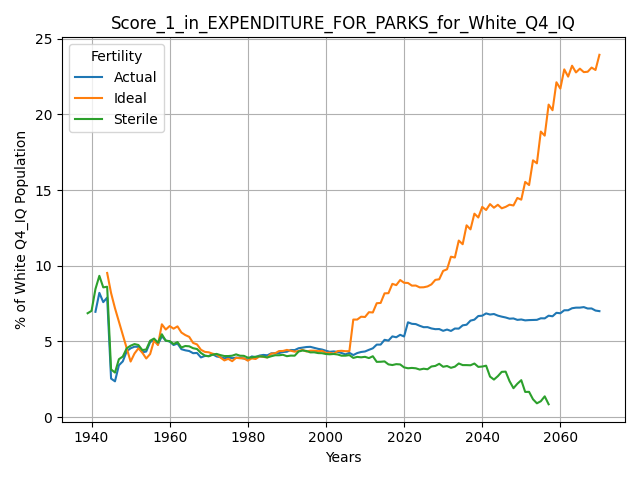 Score_1_in_EXPENDITURE_FOR_PARKS_for_White_Q4_IQ
Fertility
Actual
Ideal
Sterile
% of White Q4_IQ Population
25
20
15
10
5
0
1940 1960 1980 2000 2020 2040 2060
Years